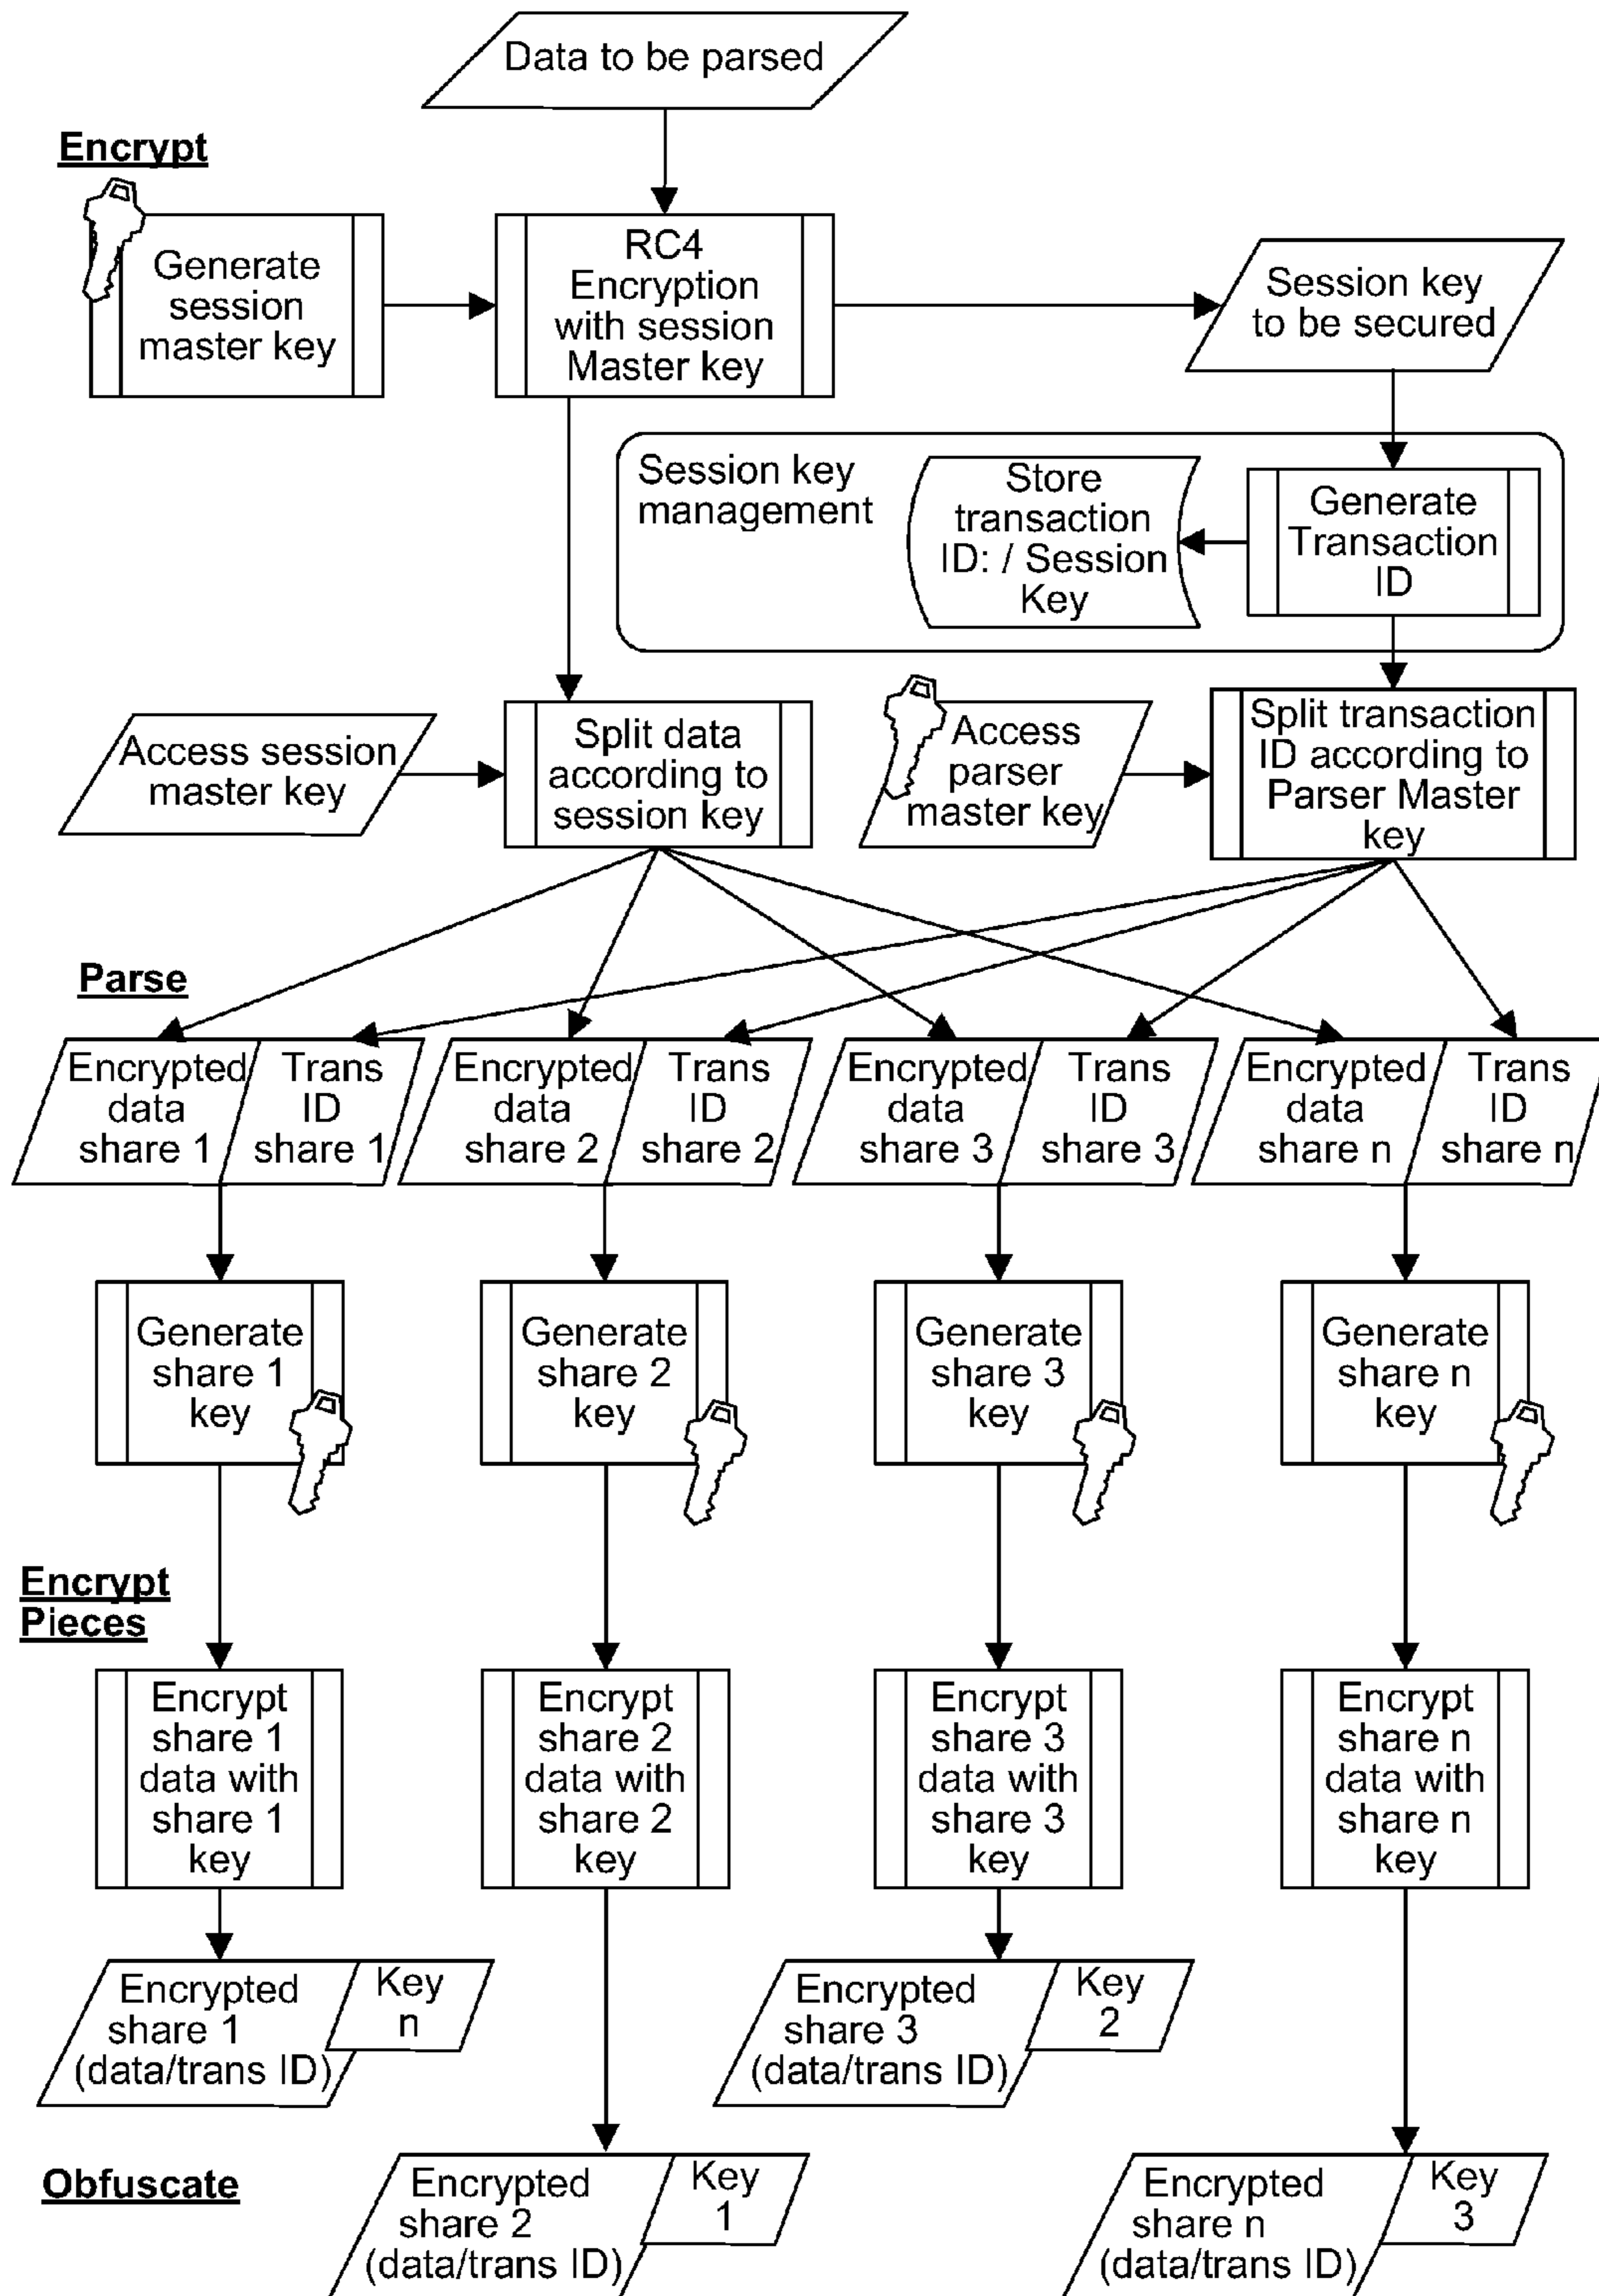 Data to be parsed
Encrypt
Generate
session
master key
RC4
Encryption
with session
Master key
Session key
to be secured
Session key
management
Store
transaction
ID: / Session
Key
Generate
Transaction
ID
Access session
master key
Split data
according to
session key
Access
parser
master key
Split transaction
ID according to
Parser Master
key
Parse
Encrypted
data
share 1
Trans
ID
share 1
Encrypted
data
share 2
Trans
ID
share 2
Encrypted
data
share 3
Trans
ID
share 3
Encrypted
data
share n
Trans
ID
share n
Generate
share 1
key
Generate
share 2
key
Generate
share 3
key
Generate
share n
key
Encrypt
Pieces
Encrypt
share 1
data with
share 1
key
Encrypt
share 2
data with
share 2
key
Encrypt
share 3
data with
share 3
key
Encrypt
share n
data with
share n
key
Encrypted
share 1
(data/trans ID)
Key
n
Encrypted
share 3
(data/trans ID)
Key
2
Obfuscate
Encrypted
share 2
(data/trans ID)
Key
1
Encrypted
share n
(data/trans ID)
Key
3